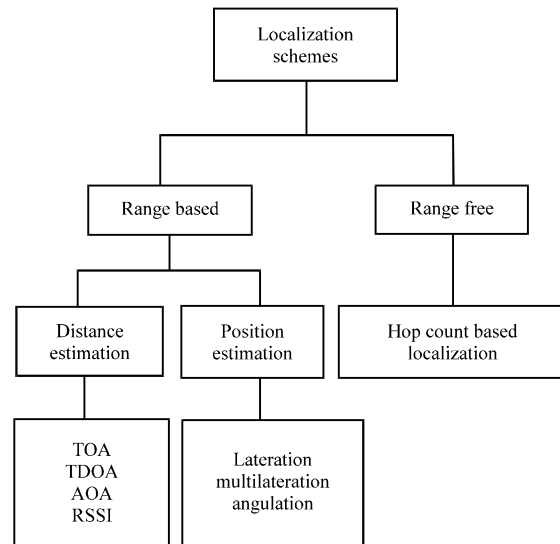 Localization
schemes
Range based
Range free
Distance
estimation
Position
estimation
Hop count based
localization
TOA
TDOA
AOA
RSSI
Lateration
multilateration
angulation